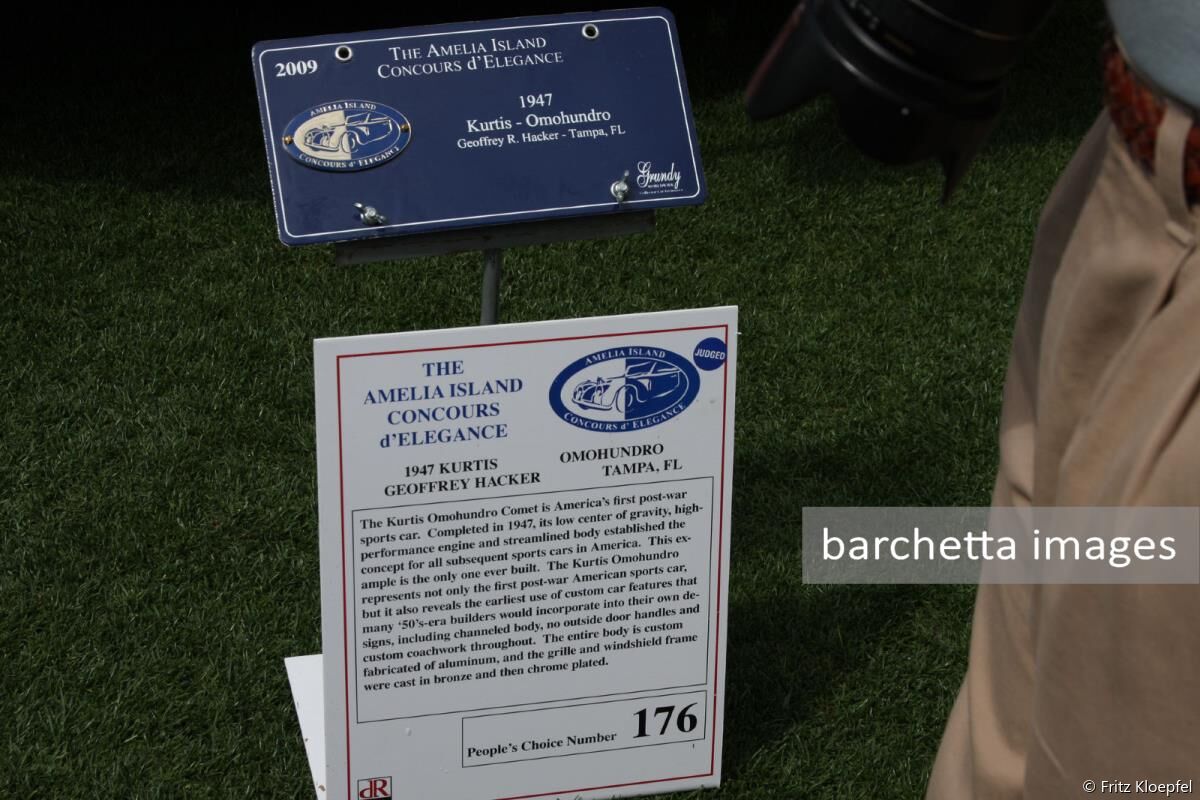 2009
THE AMELIA ISLAND
CONCOURS d'ELEGANCE
AMELIA ISLAND
CONCOURS d' ELEGANCE
1947
Kurtis - Omohundro
Geoffrey R. Hacker - Tampa, FL
Grundy
THE
AMELIA ISLAND
CONCOURS
d'ELEGANCE
AMELIA ISLAND
CONCOURS d' ELEGANCE
JUDGED
1947 KURTIS OMOHUNDRO
GEOFFREY HACKER TAMPA, FL
The Kurtis Omohundro Comet is America's first post-war
sports car. Completed in 1947, its low center of gravity, high-
performance engine and streamlined body established the
concept for all subsequent sports cars in America. This ex-
ample is the only one ever built. The Kurtis Omohundro
represents not only the first post-war American sports car,
but it also reveals the earliest use of custom car features that
many '50's-era builders would incorporate into their own de-
signs, including channeled body, no outside door handles and
custom coachwork throughout. The entire body is custom
fabricated of aluminum, and the grille and windshield frame
were cast in bronze and then chrome plated.
People's Choice Number 176
dR
barchetta images
© Fritz Kloepfel